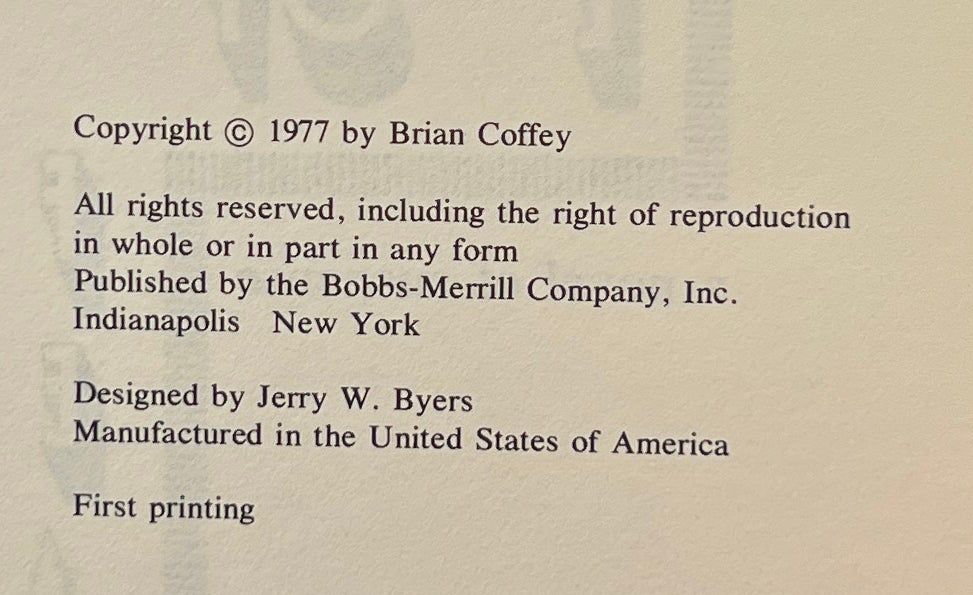 Copyright © 1977 by Brian Coffey
All rights reserved, including the right of reproduction
in whole or in part in any form
Published by the Bobbs-Merrill Company, Inc.
Indianapolis New York
Designed by Jerry W. Byers
Manufactured in the United States of America
First printing